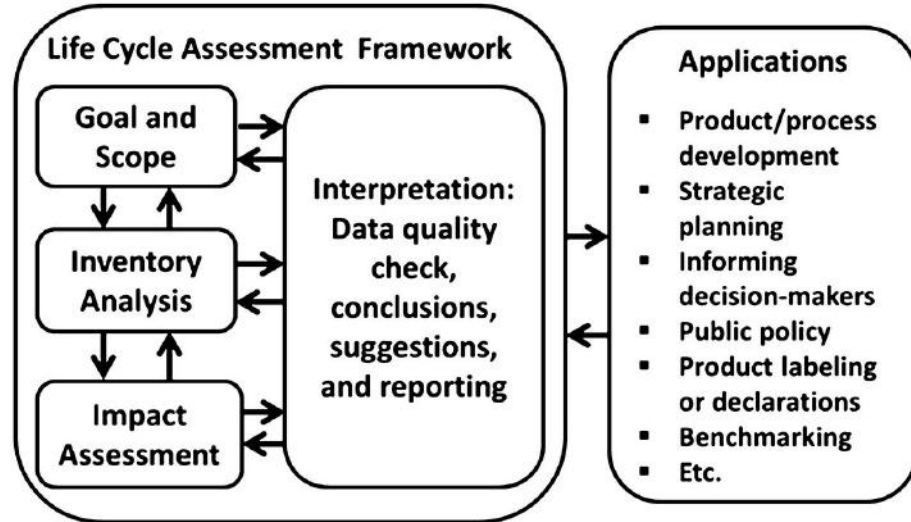 Life Cycle Assessment Framework
Goal and
Scope
Inventory
Analysis
Impact
Assessment
Interpretation:
Data quality
check,
conclusions,
suggestions,
and reporting
Applications
▪ Product/process
development
▪ Strategic
planning
▪ Informing
decision-makers
▪ Public policy
▪ Product labeling
or declarations
▪ Benchmarking
▪ Etc.